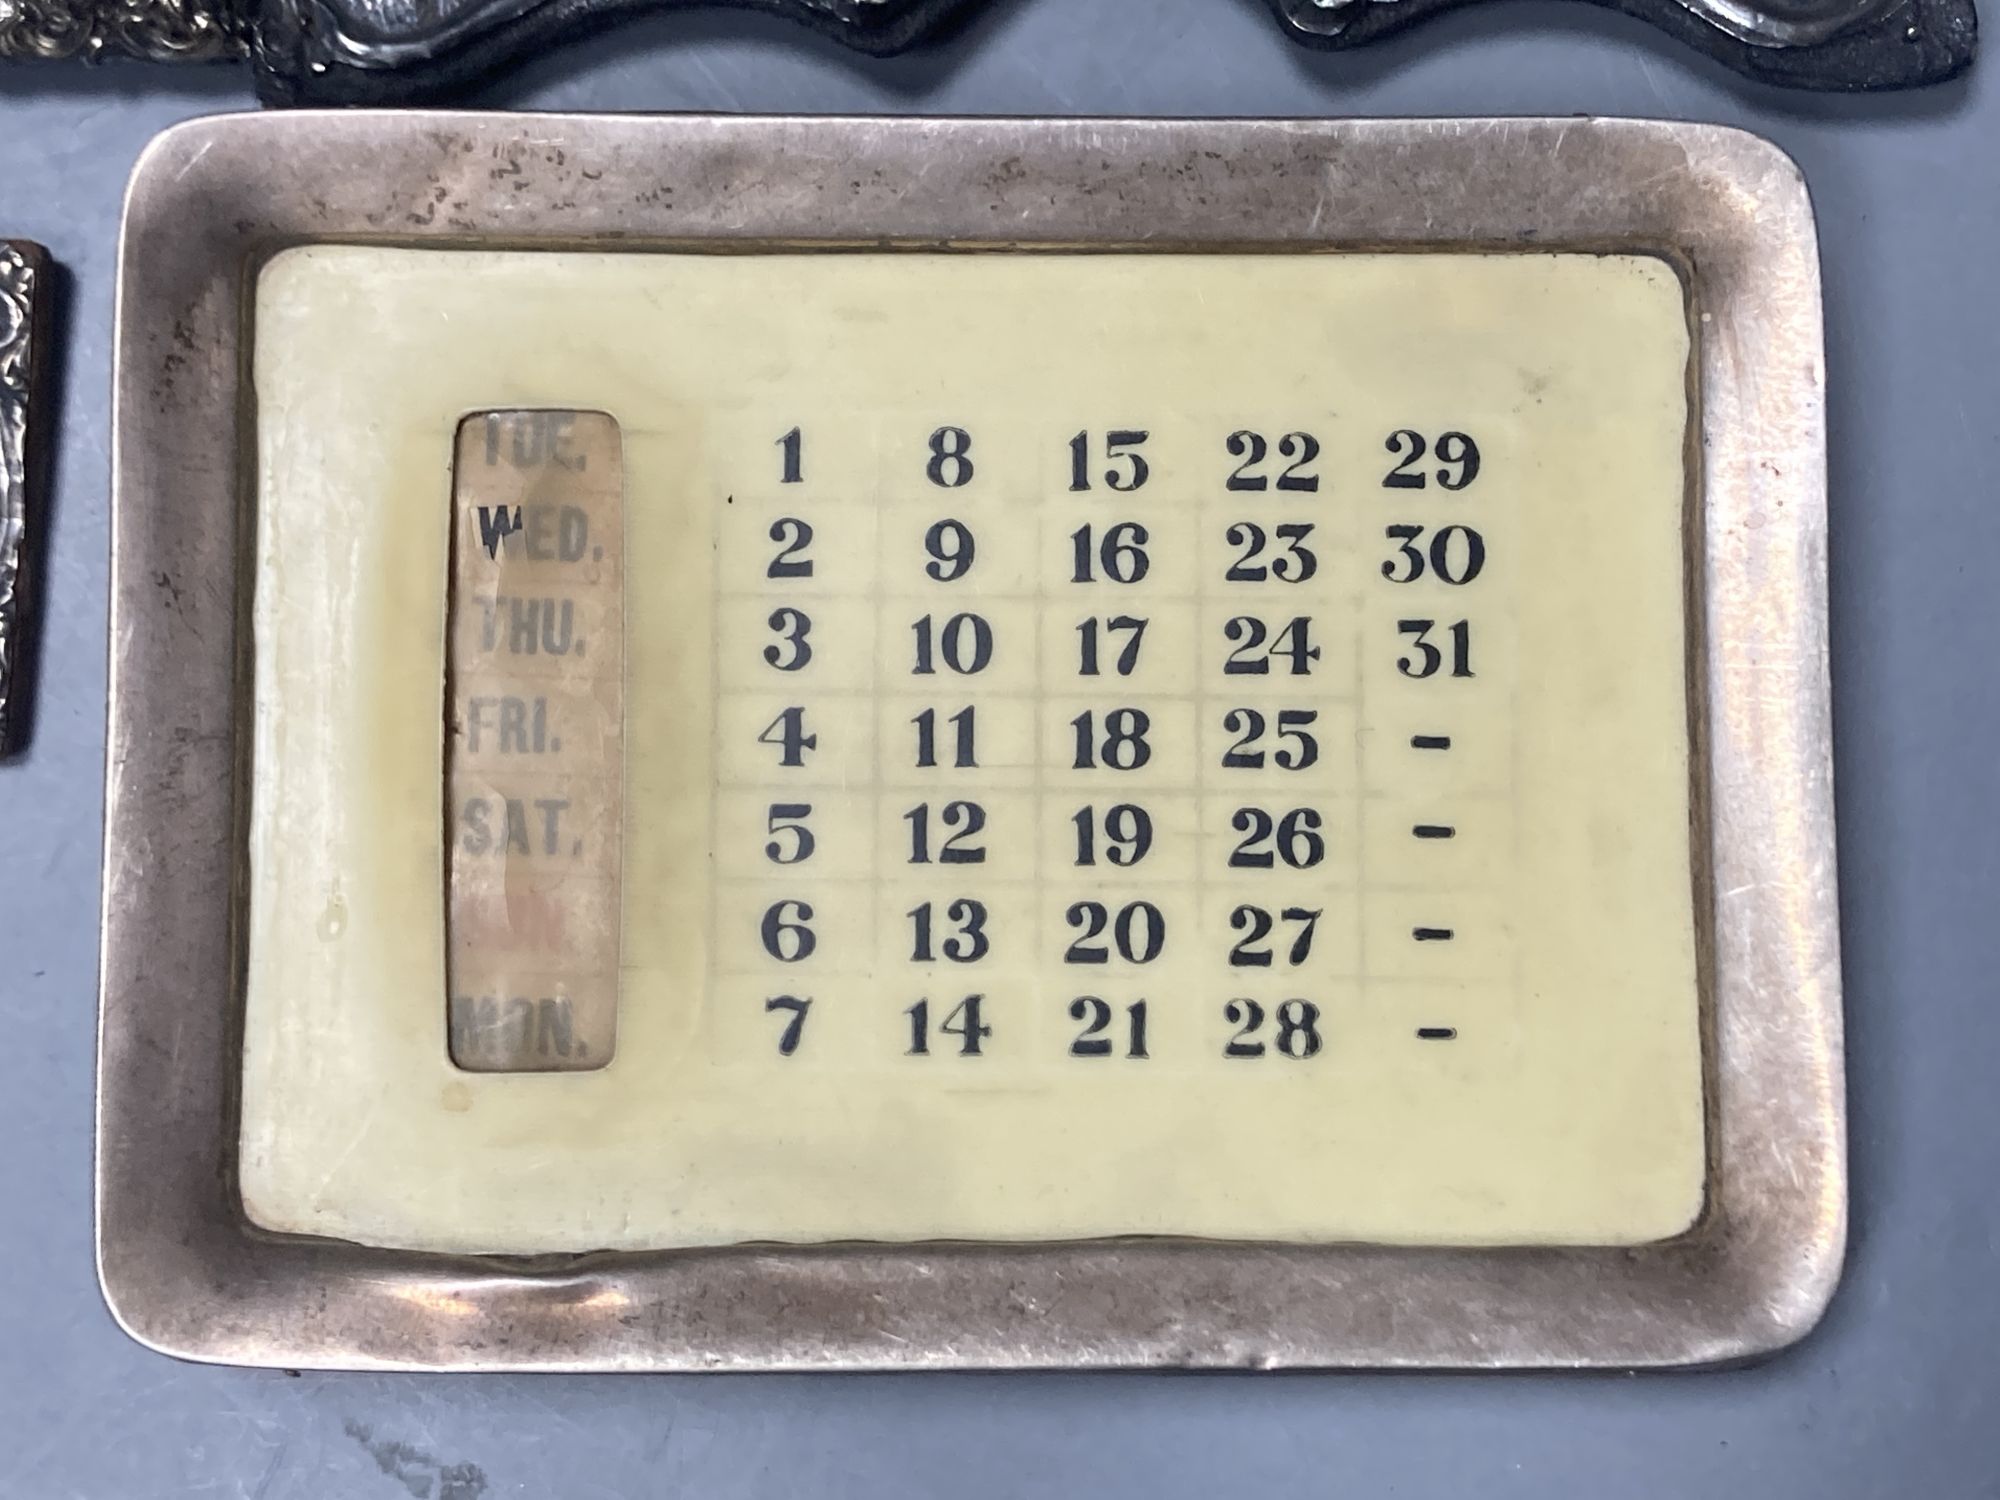 TUE. 1 8 15 22 29
WED. 2 9 16 23 30
THU. 3 10 17 24 31
FRI. 4 11 18 25 -
SAT. 5 12 19 26 -
6 13 20 27 -
MON. 7 14 21 28 -